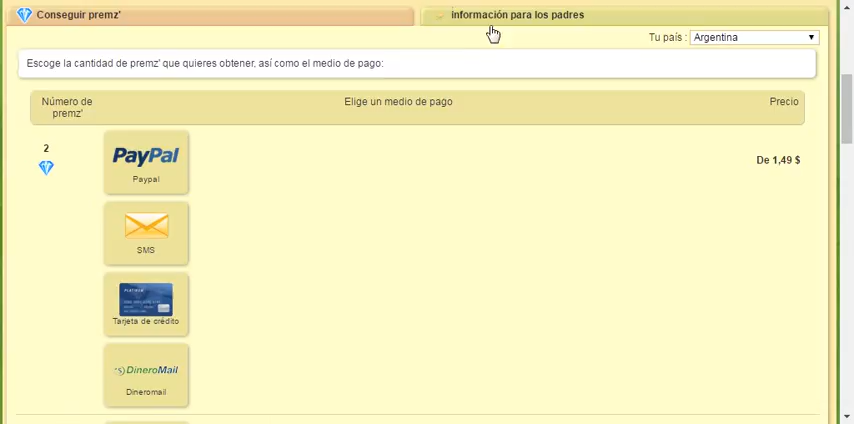 Conseguir premz'
Información para los padres
Tu país : Argentina
Escoge la cantidad de premz' que quieres obtener, así como el medio de pago:
Número de
premz'
Elige un medio de pago
Precio
2
PayPal
Paypal
De 1,49 $
SMS
PLATINUM
Tarjeta de crédito
DineroMail
Dineromail